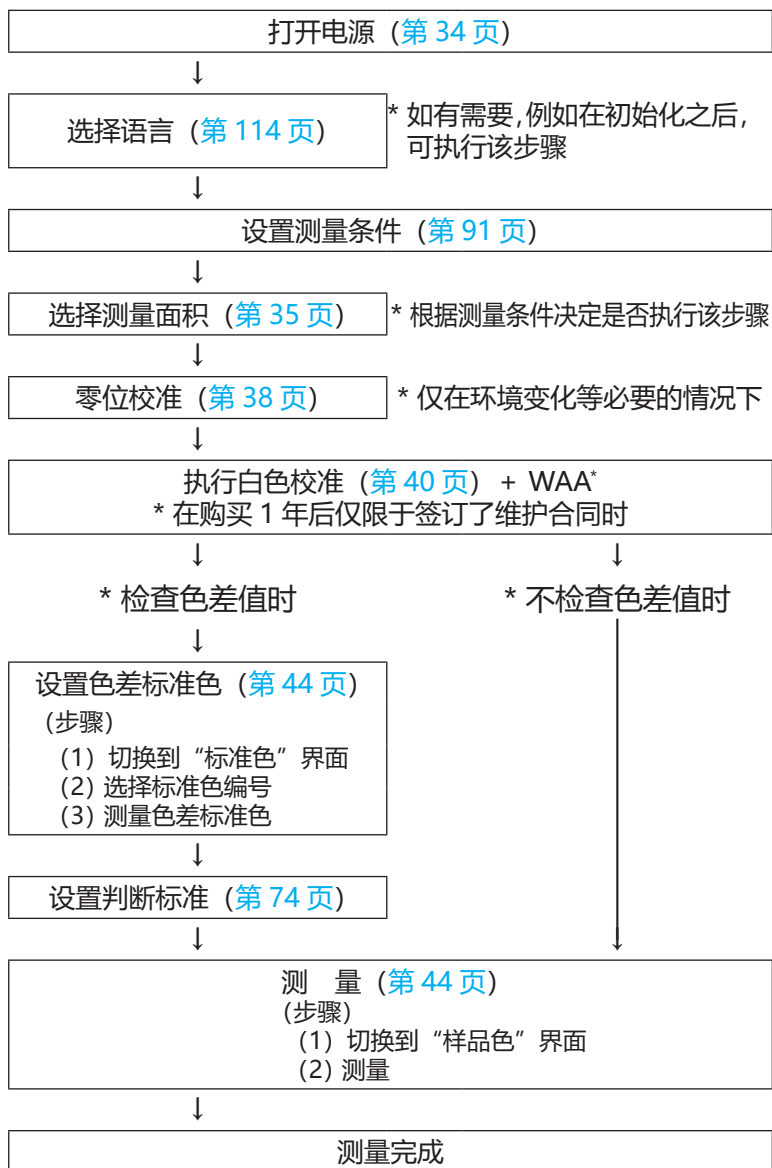 打开电源（第 34 页）
↓
选择语言（第 114 页）
* 如有需要，例如在初始化之后，
可执行该步骤
↓
设置测量条件（第 91 页）
↓
选择测量面积（第 35 页）
* 根据测量条件决定是否执行该步骤
↓
零位校准（第 38 页）
* 仅在环境变化等必要的情况下
↓
执行白色校准（第 40 页） + WAA*
* 在购买 1 年后仅限于签订了维护合同时
↓ ↓
* 检查色差值时 * 不检查色差值时
↓
设置色差标准色（第 44 页）
（步骤）
（1）切换到“标准色”界面
（2）选择标准色编号
（3）测量色差标准色
↓
设置判断标准（第 74 页）
↓ ↓
测 量（第 44 页）
（步骤）
（1）切换到“样品色”界面
（2）测量
↓
测量完成